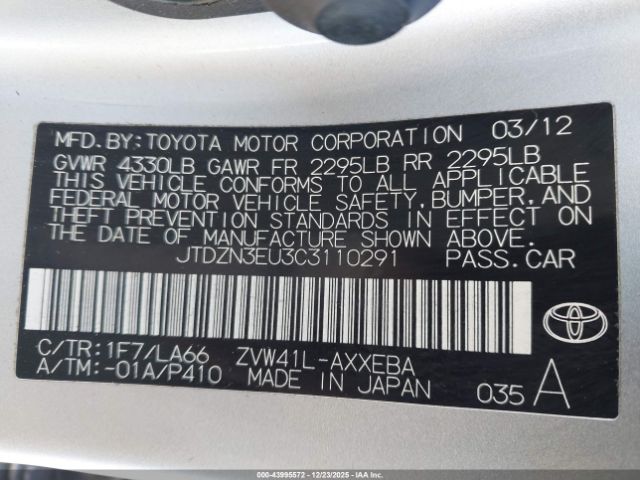 MFD.BY:TOYOTA MOTOR CORPORATION 03/12
GVWR 4330LB GAWR FR 2295LB RR 2295LB
THIS VEHICLE CONFORMS TO ALL APPLICABLE
FEDERAL MOTOR VEHICLE SAFETY,BUMPER,AND
THEFT PREVENTION STANDARDS IN EFFECT ON
THE DATE OF MANUFACTURE SHOWN ABOVE.
JTDZN3EU3C3110291 PASS.CAR
C/TR:1F7/LA66 ZVW41L-AXXEBA
A/TM:-01A/P410 MADE IN JAPAN 035 A
000-43995572 - 12/23/2025 - IAAI.COM